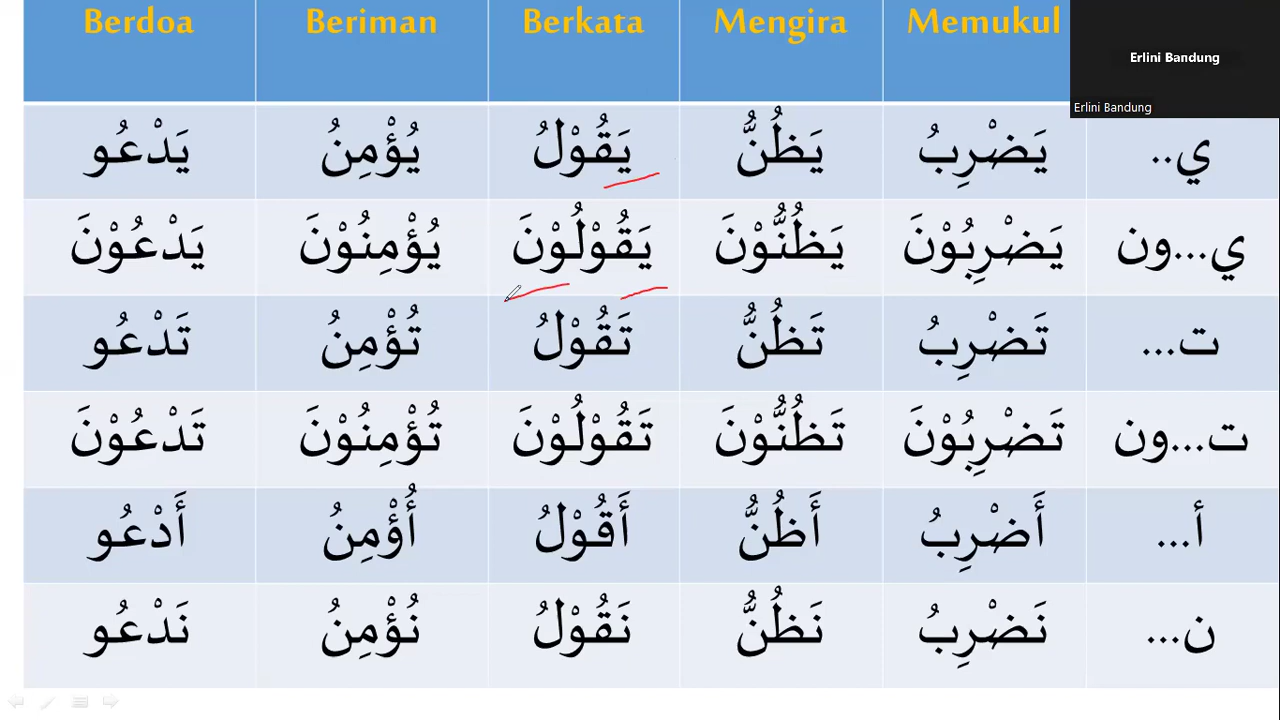 Berdoa Beriman Berkata Mengira Memukul
Erlini Bandung
Erlini Bandung
ي.. يَضْرِبُ يَظُنُّ يَقُوْلُ يُؤْمِنُ يَدْعُو
ي...ون يَضْرِبُوْنَ يَظُنُّوْنَ يَقُوْلُوْنَ يُؤْمِنُوْنَ يَدْعُوْنَ
ت... تَضْرِبُ تَظُنُّ تَقُوْلُ تُؤْمِنُ تَدْعُو
ت...ون تَضْرِبُوْنَ تَظُنُّوْنَ تَقُوْلُوْنَ تُؤْمِنُوْنَ تَدْعُوْنَ
أ... أَضْرِبُ أَظُنُّ أَقُوْلُ أُؤْمِنُ أَدْعُو
ن... نَضْرِبُ نَظُنُّ نَقُوْلُ نُؤْمِنُ نَدْعُو